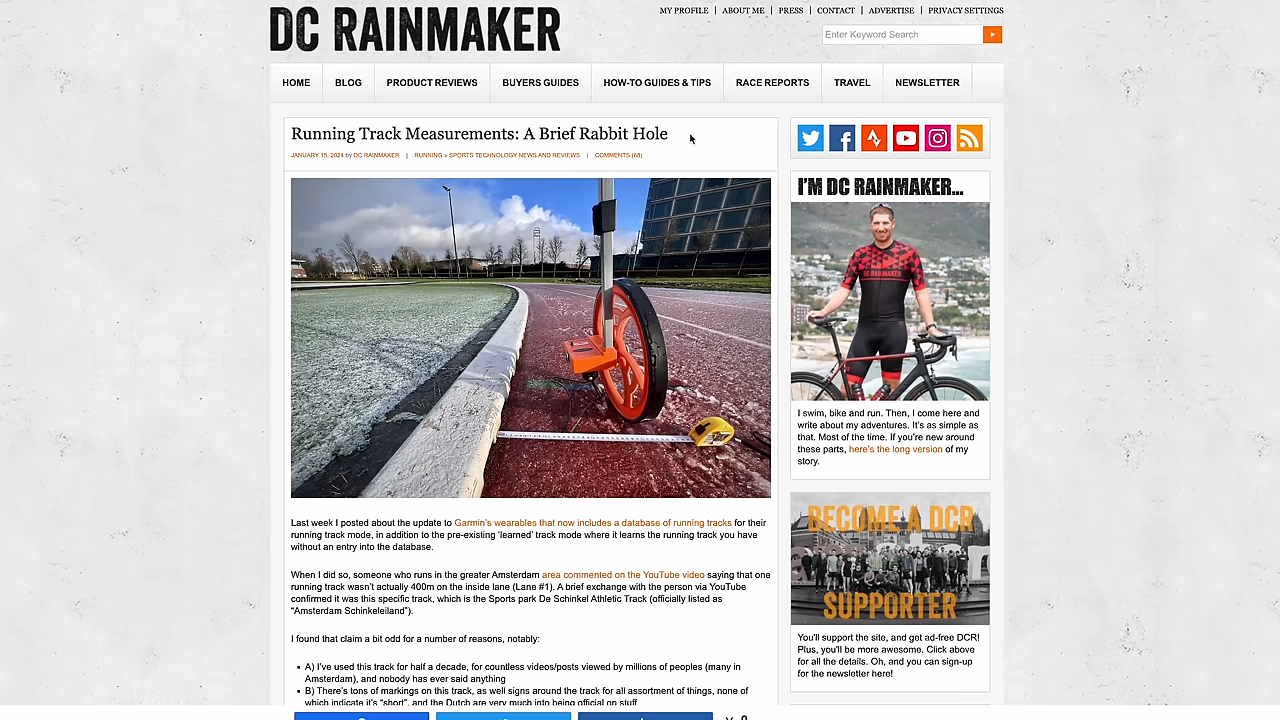 DC RAINMAKER
MY PROFILE | ABOUT ME | PRESS | CONTACT | ADVERTISE | PRIVACY SETTINGS
Enter Keyword Search
HOME BLOG PRODUCT REVIEWS BUYERS GUIDES HOW-TO GUIDES & TIPS RACE REPORTS TRAVEL NEWSLETTER
Running Track Measurements: A Brief Rabbit Hole
JANUARY 15, 2024 by DC RAINMAKER | RUNNING » SPORTS TECHNOLOGY NEWS AND REVIEWS | COMMENTS (68)
Last week I posted about the update to Garmin's wearables that now includes a database of running tracks for their
running track mode, in addition to the pre-existing 'learned' track mode where it learns the running track you have
without an entry into the database.
When I did so, someone who runs in the greater Amsterdam area commented on the YouTube video saying that one
running track wasn't actually 400m on the inside lane (Lane #1). A brief exchange with the person via YouTube
confirmed it was this specific track, which is the Sports park De Schinkel Athletic Track (officially listed as
"Amsterdam Schinkeleiland").
I found that claim a bit odd for a number of reasons, notably:
▪ A) I've used this track for half a decade, for countless videos/posts viewed by millions of peoples (many in
Amsterdam), and nobody has ever said anything
▪ B) There's tons of markings on this track, as well signs around the track for all assortment of things, none of
which indicate it's "short", and the Dutch are very much into being official on stuff
I'M DC RAINMAKER...
DC RAINMAKER
I swim, bike and run. Then, I come here and
write about my adventures. It's as simple as
that. Most of the time. If you're new around
these parts, here's the long version of my
story.
BECOME A DCR
SUPPORTER
You'll support the site, and get ad-free DCR!
Plus, you'll be more awesome. Click above
for all the details. Oh, and you can sign-up
for the newsletter here!